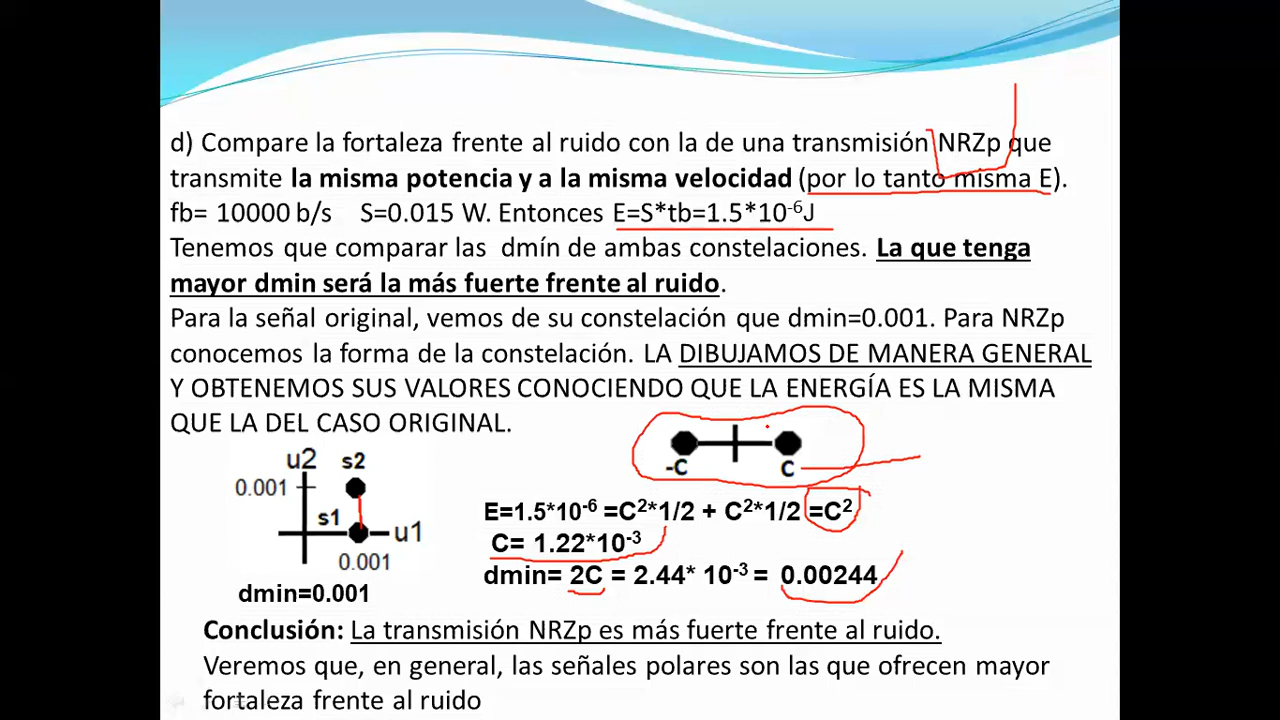 d) Compare la fortaleza frente al ruido con la de una transmisión NRZp que
transmite la misma potencia y a la misma velocidad (por lo tanto misma E).
fb= 10000 b/s S=0.015 W. Entonces E=S*tb=1.5*10⁻⁶J
Tenemos que comparar las dmín de ambas constelaciones. La que tenga
mayor dmin será la más fuerte frente al ruido.
Para la señal original, vemos de su constelación que dmin=0.001. Para NRZp
conocemos la forma de la constelación. LA DIBUJAMOS DE MANERA GENERAL
Y OBTENEMOS SUS VALORES CONOCIENDO QUE LA ENERGÍA ES LA MISMA
QUE LA DEL CASO ORIGINAL.
u2 s2
0.001
s1 u1
0.001
dmin=0.001
-C C
E=1.5*10⁻⁶ =C²*1/2 + C²*1/2 =C²
C= 1.22*10⁻³
dmin= 2C = 2.44* 10⁻³ = 0.00244
Conclusión: La transmisión NRZp es más fuerte frente al ruido.
Veremos que, en general, las señales polares son las que ofrecen mayor
fortaleza frente al ruido